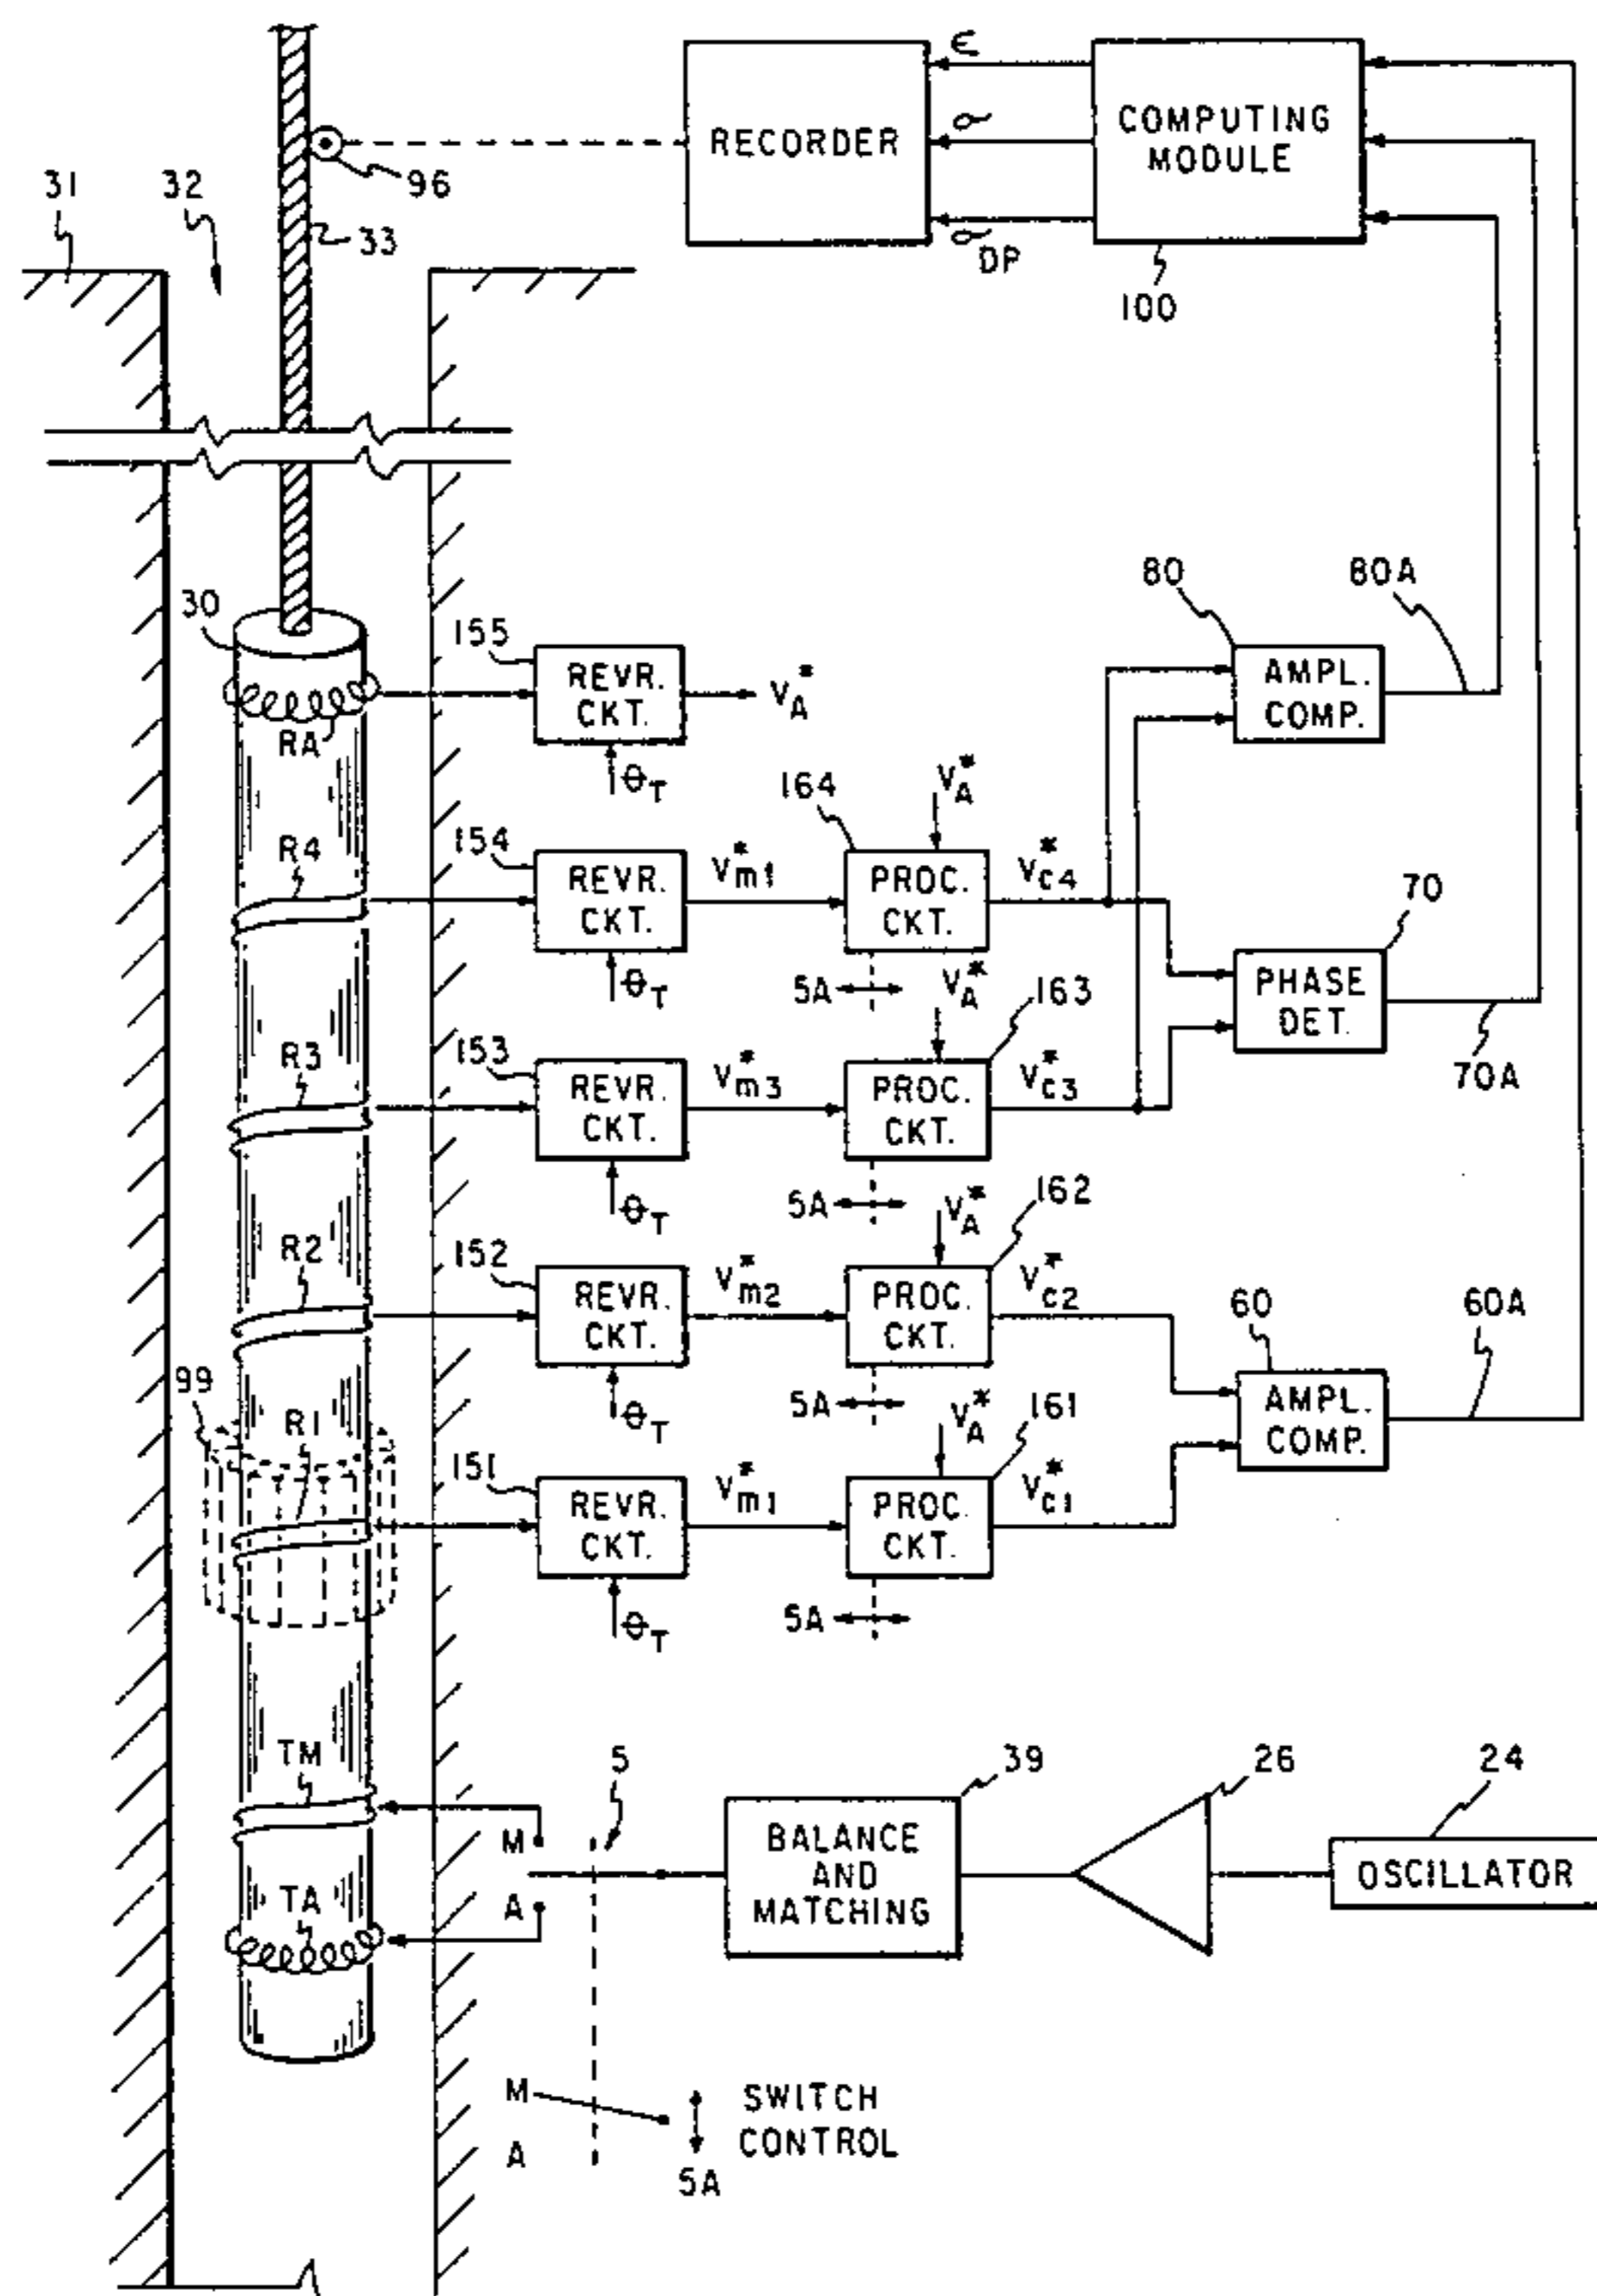 ϵ
RECORDER
σ
COMPUTING
MODULE
σ DP
96
31
32
33
100
80
80A
30
155
REVR.
CKT.
V*A
AMPL.
COMP.
RA
θT
164
V*A
154
R4
REVR.
CKT.
V*m1
PROC.
CKT.
V*c4
70
θT
5A
V*A
163
PHASE
DET.
R3
153
REVR.
CKT.
V*m3
PROC.
CKT.
V*c3
70A
θT
5A
V*A
162
R2
152
REVR.
CKT.
V*m2
PROC.
CKT.
V*c2
60
60A
99
θT
5A
V*A
161
AMPL.
COMP.
R1
151
REVR.
CKT.
V*m1
PROC.
CKT.
V*c1
θT
5A
TM
5
39
26
24
M
A
BALANCE
AND
MATCHING
OSCILLATOR
TA
M
A
5A
SWITCH
CONTROL